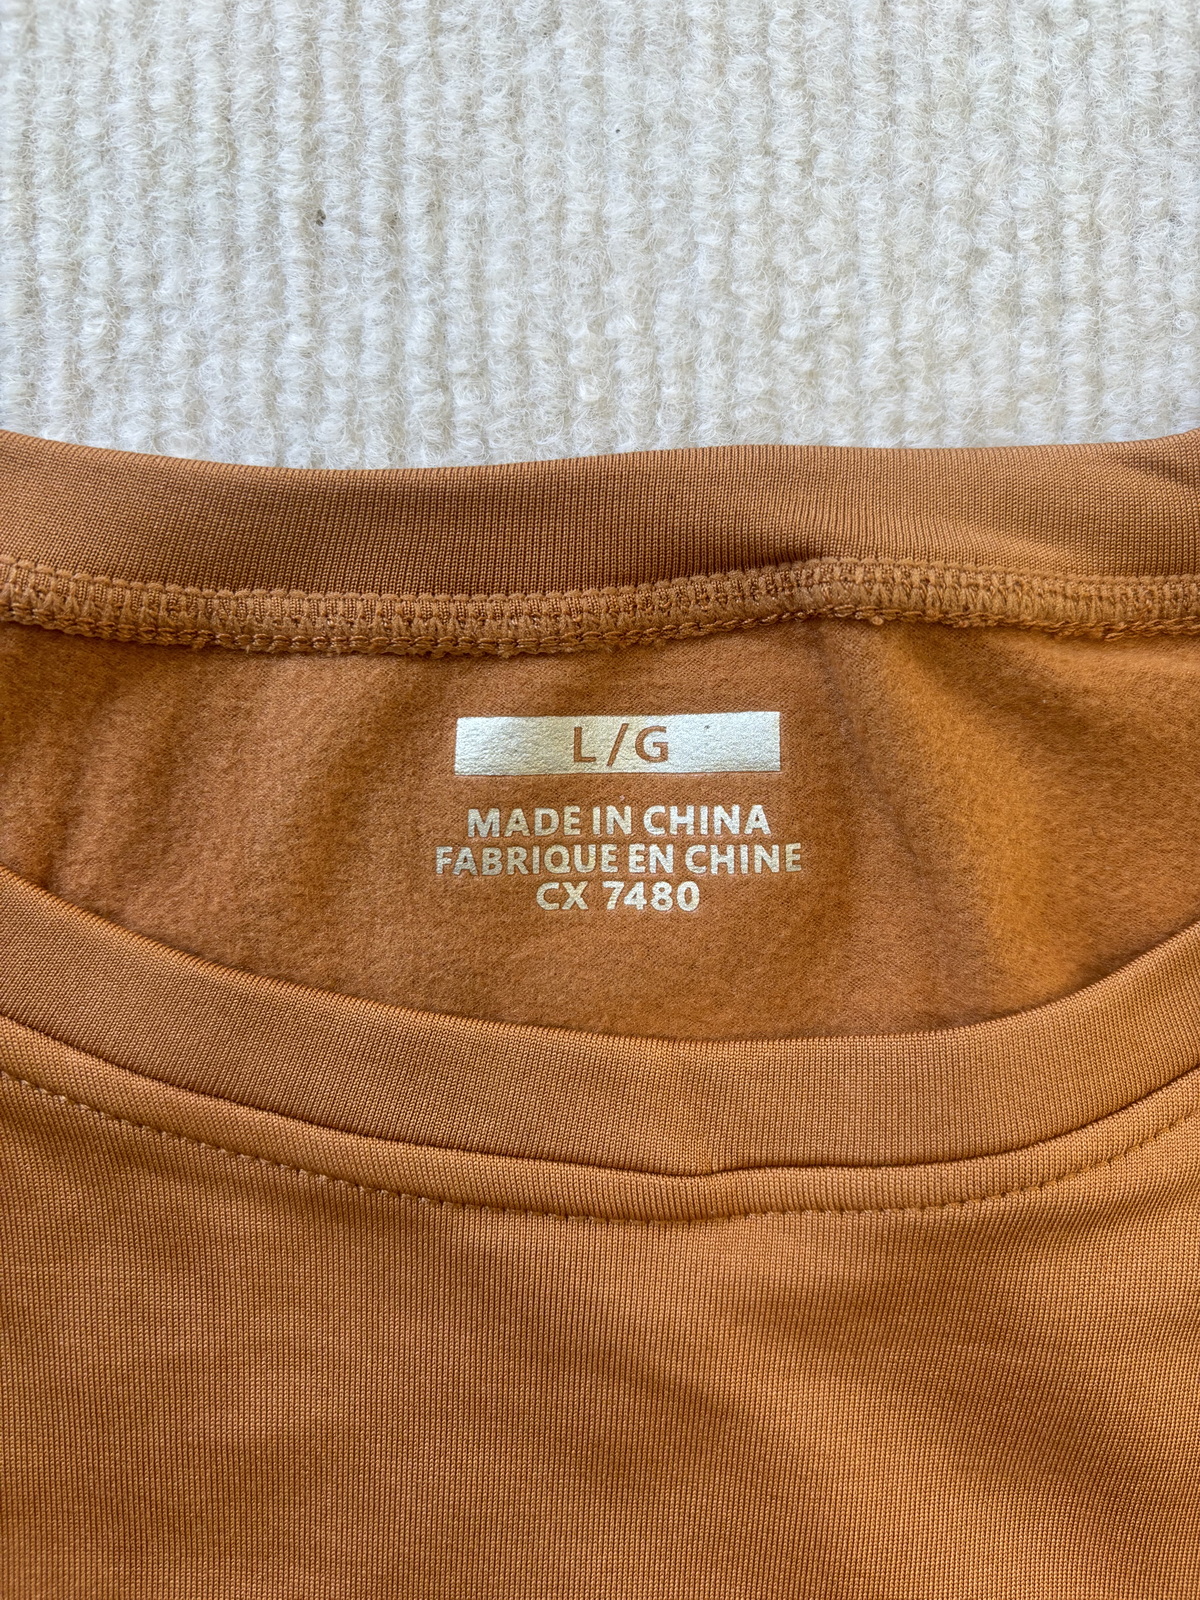 L/G
MADE IN CHINA
FABRIQUE EN CHINE
CX 7480